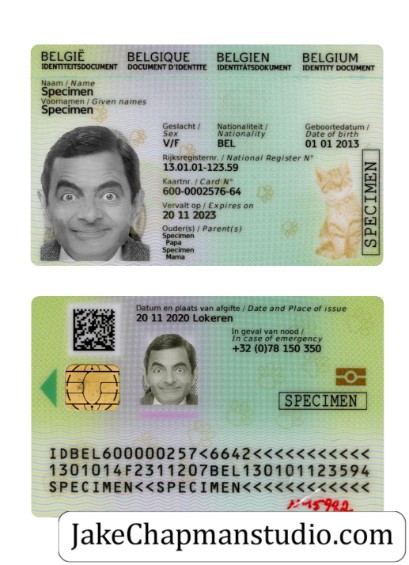 BELGIË BELGIQUE BELGIEN BELGIUM
IDENTITEITSDOCUMENT DOCUMENT D'IDENTITE IDENTITÄTSDOKUMENT IDENTITY DOCUMENT
Naam / Name
Specimen
Voornamen / Given names
Specimen
Geslacht / Nationaliteit / Geboortedatum /
Sex Nationality Date of birth
V/F BEL 01 01 2013
Rijksregisternr. / National Register N°
13.01.01-123.59
Kaartnr. / Card N°
600-0002576-64
Vervalt op / Expires on
20 11 2023
Ouder(s) / Parent(s)
Specimen
Papa
Specimen
Mama
SPECIMEN
Datum en plaats van afgifte / Date and Place of issue
20 11 2020 Lokeren
In geval van nood /
In case of emergency
+32 (0)78 150 350
SPECIMEN
IDBEL600000257<6642<<<<<<<<<<<
1301014F2311207BEL130101123594
SPECIMEN<<SPECIMEN<<<<<<<<<<<<
JakeChapmanstudio.com